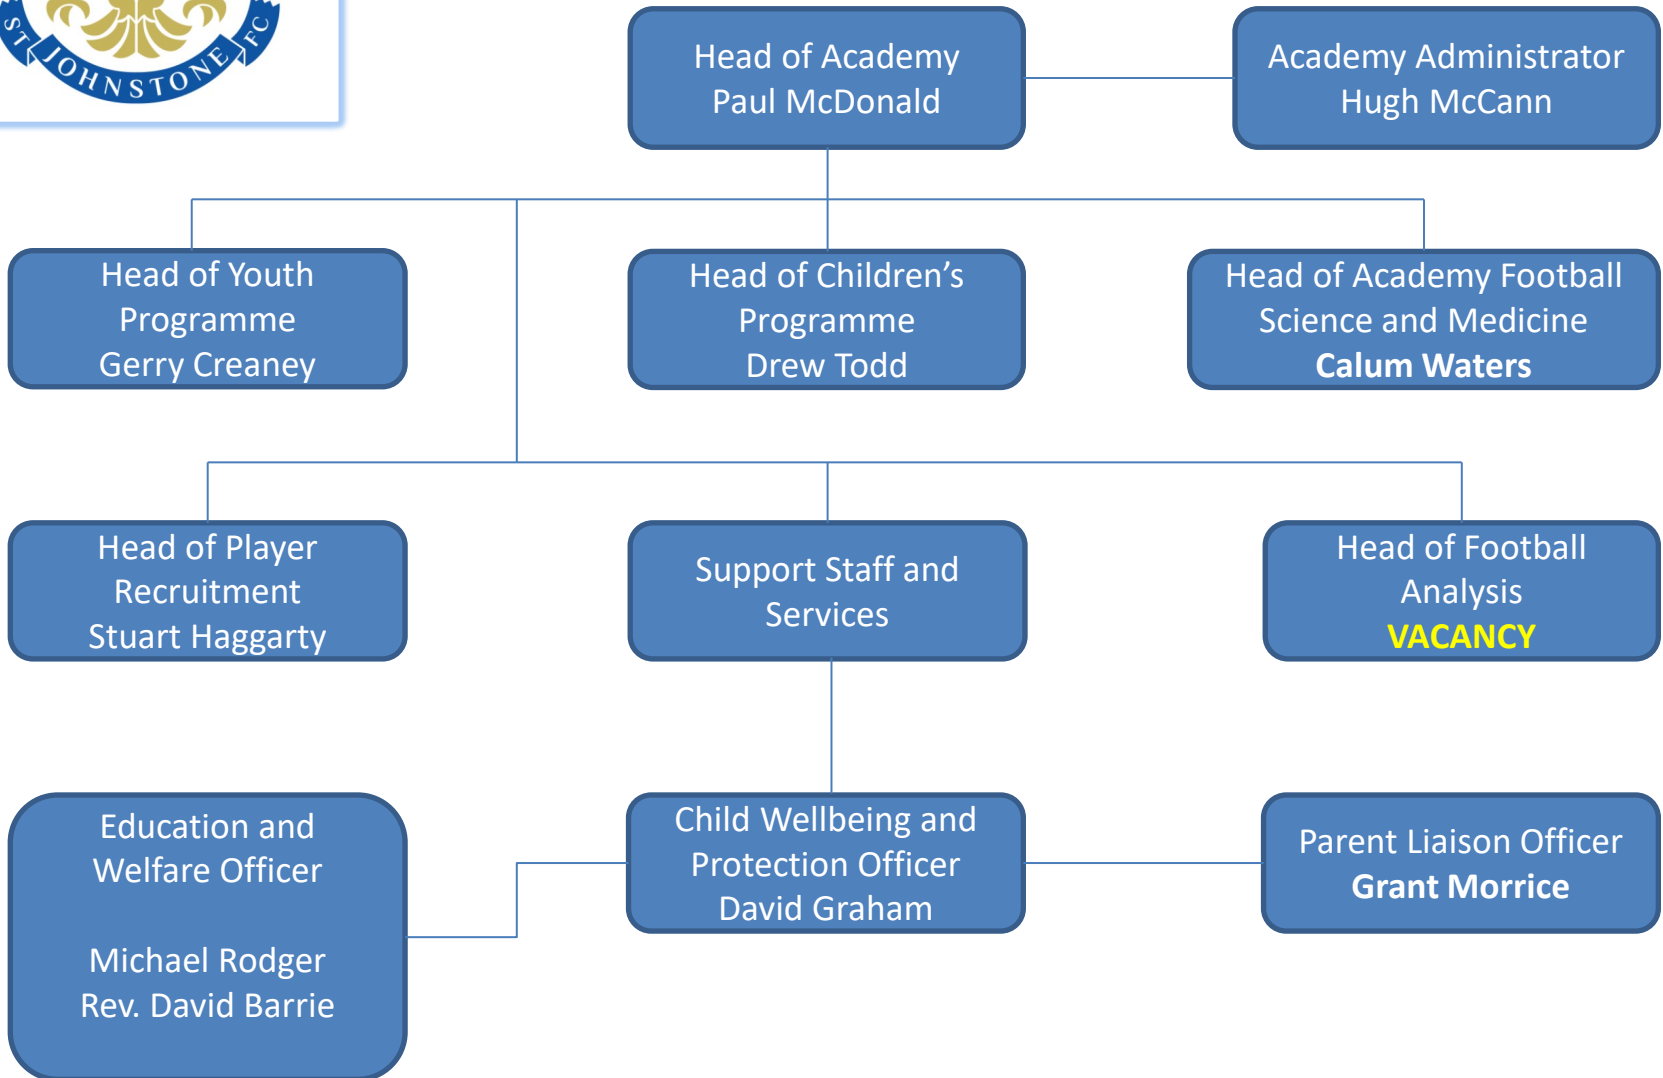 ST JOHNSTONE FC
Head of Academy
Paul McDonald
Academy Administrator
Hugh McCann
Head of Youth
Programme
Gerry Creaney
Head of Children’s
Programme
Drew Todd
Head of Academy Football
Science and Medicine
Calum Waters
Head of Player
Recruitment
Stuart Haggarty
Support Staff and
Services
Head of Football
Analysis
VACANCY
Education and
Welfare Officer
Michael Rodger
Rev. David Barrie
Child Wellbeing and
Protection Officer
David Graham
Parent Liaison Officer
Grant Morrice